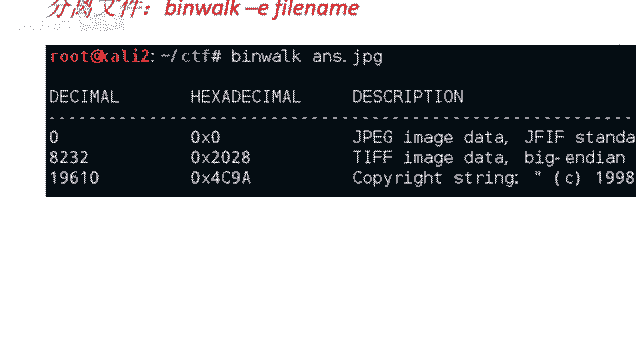 分离文件：binwalk –e filename
root@kali2:~/ctf# binwalk ans.jpg
DECIMAL HEXADECIMAL DESCRIPTION
0 0x0 JPEG image data, JFIF standa
8232 0x2028 TIFF image data, big-endian
19610 0x4C9A Copyright string: " (c) 1998